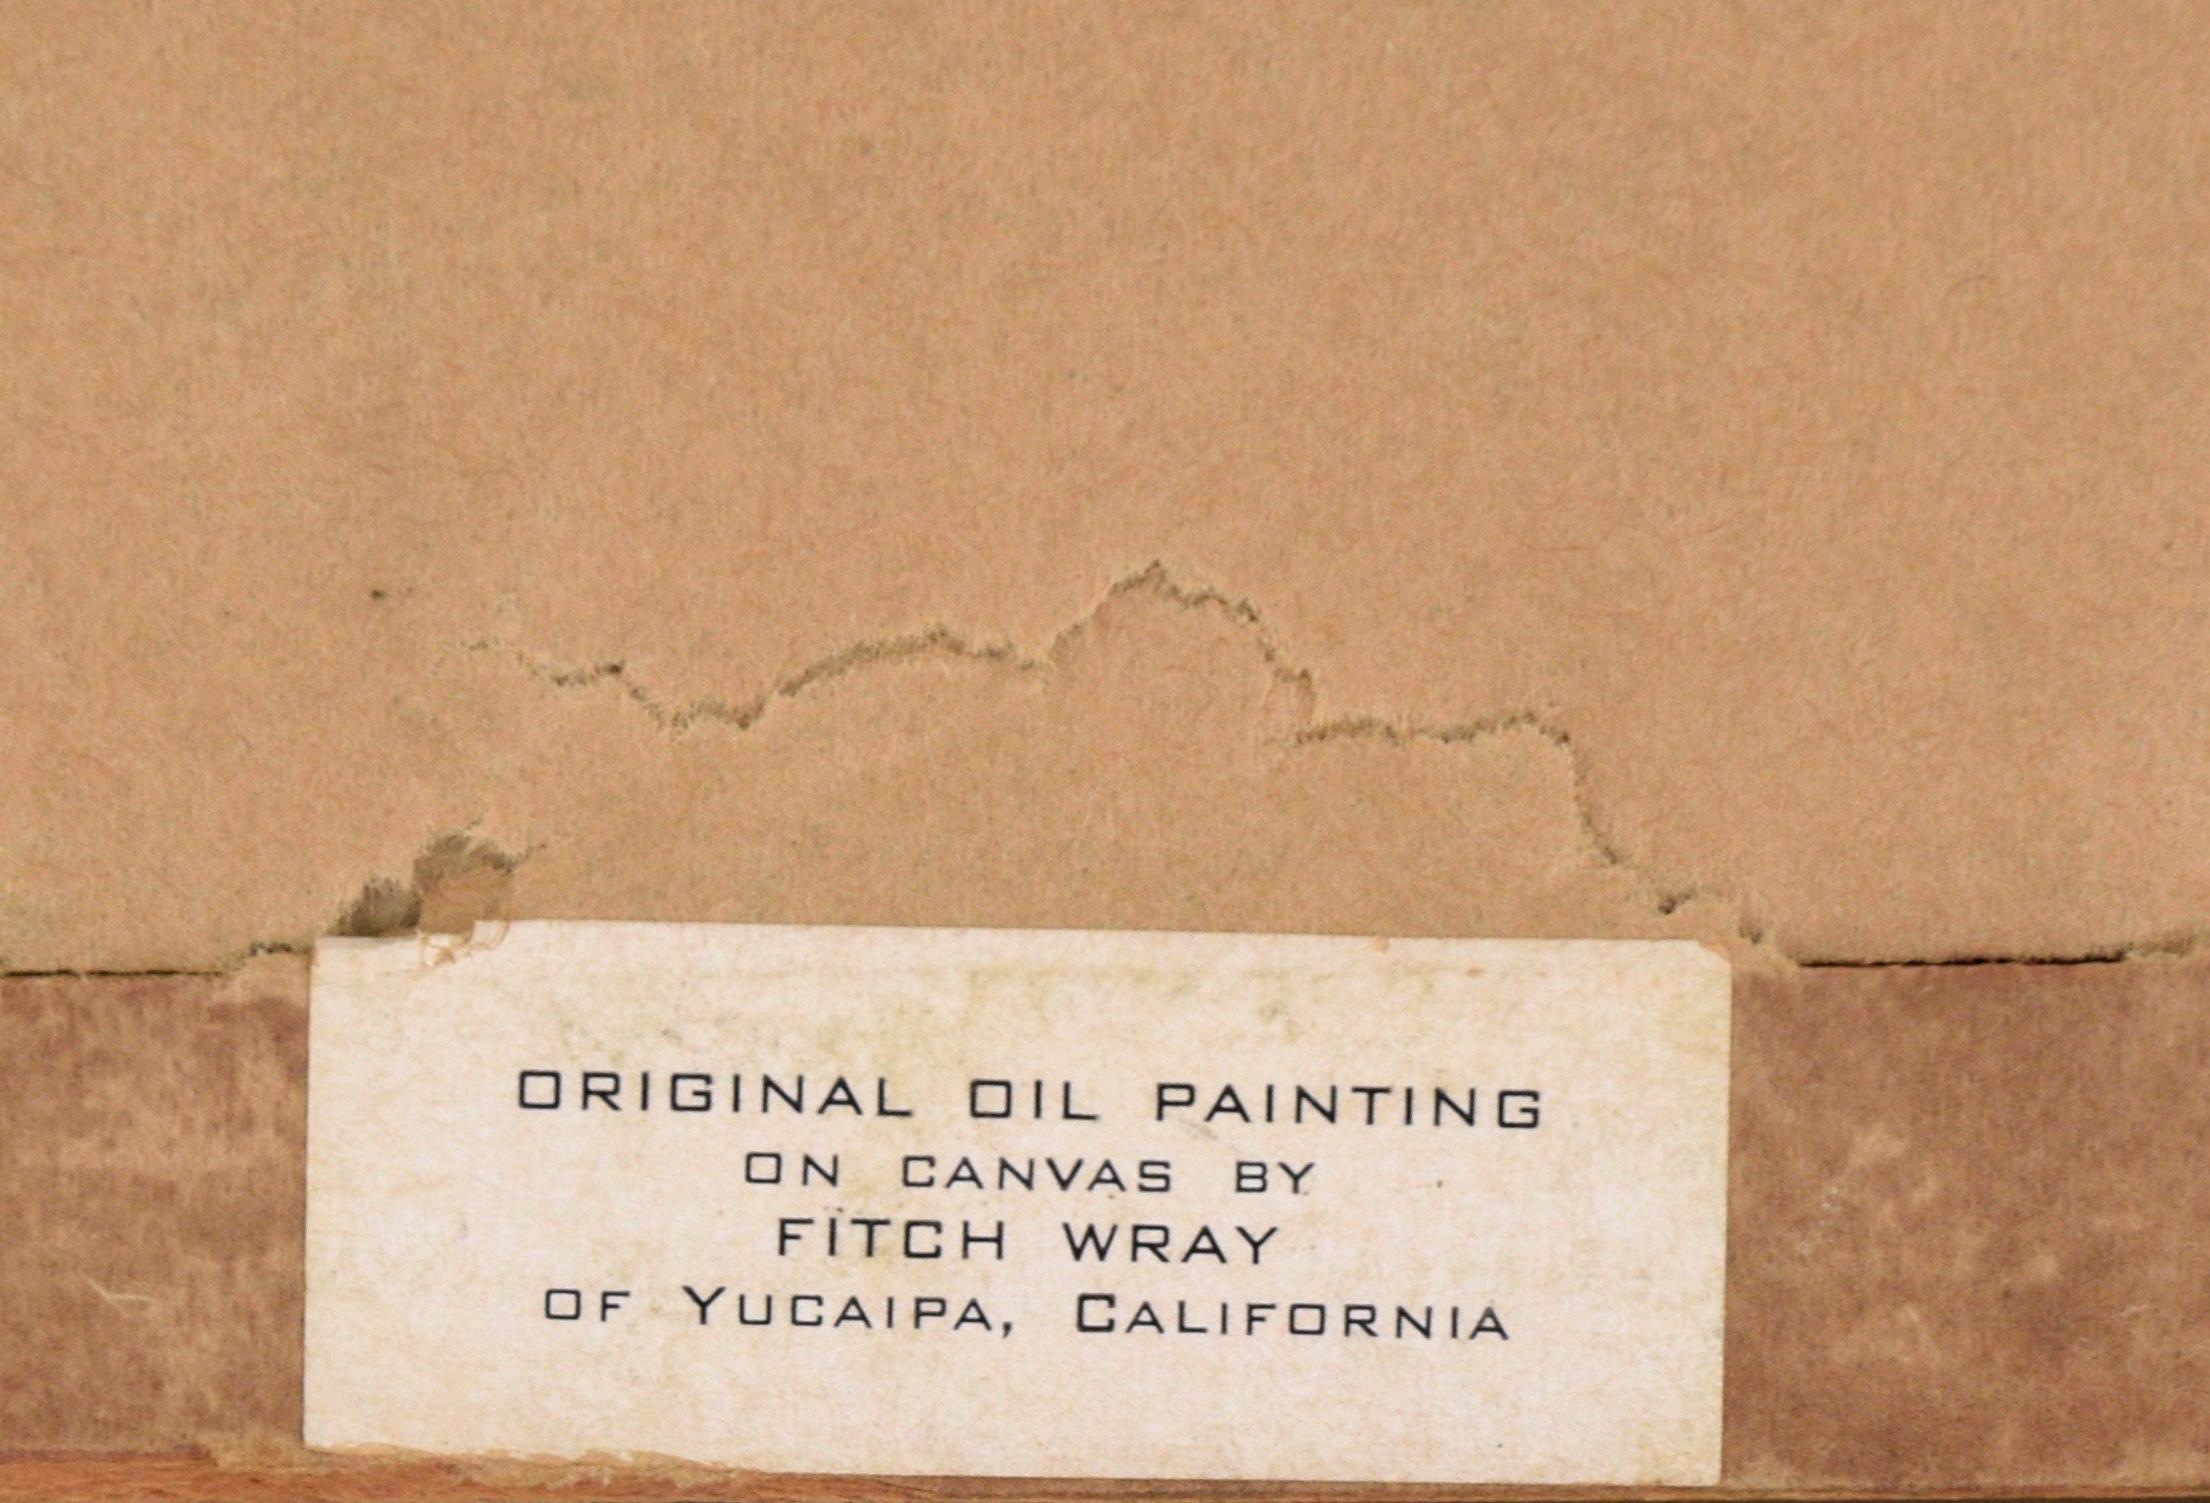 ORIGINAL OIL PAINTING
ON CANVAS BY
FITCH WRAY
OF YUCAIPA, CALIFORNIA